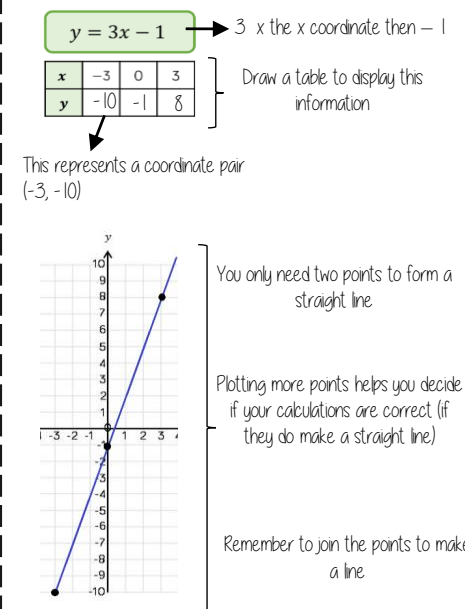 y = 3x − 1
3 x the x coordinate then − 1
x −3 0 3
y -10 -1 8
Draw a table to display this
information
This represents a coordinate pair
(-3, -10)
y
10
9
8
7
6
5
4
3
2
1
0
-3 -2 -1 1 2 3
-2
-3
-4
-5
-6
-7
-8
-9
-10
You only need two points to form a
straight line
Plotting more points helps you decide
if your calculations are correct (if
they do make a straight line)
Remember to join the points to make
a line